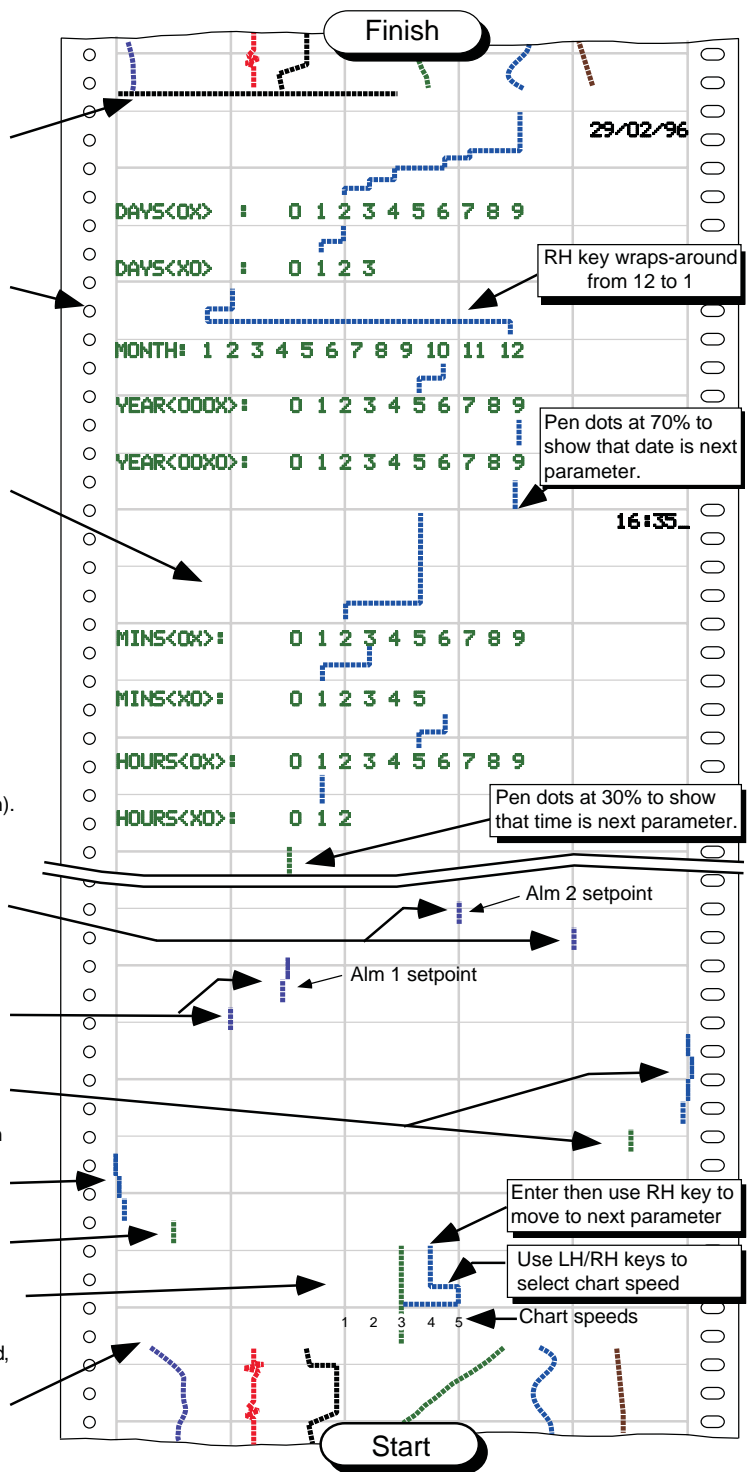 Finish
29/02/96
DAYS<0X> : 0 1 2 3 4 5 6 7 8 9
DAYS<X0> : 0 1 2 3
RH key wraps-around
from 12 to 1
MONTH: 1 2 3 4 5 6 7 8 9 10 11 12
YEAR<000X>: 0 1 2 3 4 5 6 7 8 9
Pen dots at 70% to
show that date is next
parameter.
YEAR<00X0>: 0 1 2 3 4 5 6 7 8 9
16:35_
MINS<0X>: 0 1 2 3 4 5 6 7 8 9
MINS<X0>: 0 1 2 3 4 5
HOURS<0X>: 0 1 2 3 4 5 6 7 8 9
).
Pen dots at 30% to show
that time is next parameter.
HOURS<X0>: 0 1 2
Alm 2 setpoint
Alm 1 setpoint
Enter then use RH key to
move to next parameter
Use LH/RH keys to
select chart speed
1 2 3 4 5
Chart speeds
d,
Start